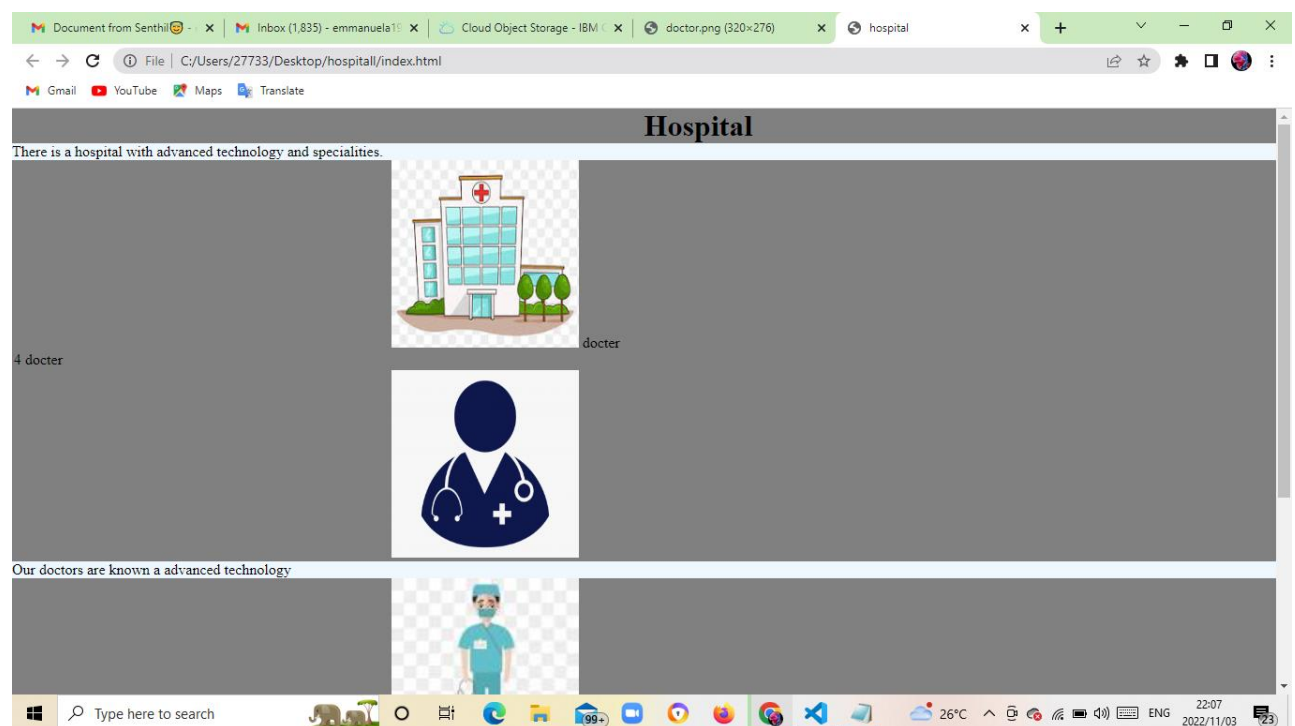 Document from Senthil😇 - 
Inbox (1,835) - emmanuela19
Cloud Object Storage - IBM C
doctor.png (320×276)
hospital
File | C:/Users/27733/Desktop/hospitall/index.html
Gmail YouTube Maps Translate
Hospital
There is a hospital with advanced technology and specialities.
docter
4 docter
Our doctors are known a advanced technology
Type here to search
99+
26°C
ENG
22:07
2022/11/03
23